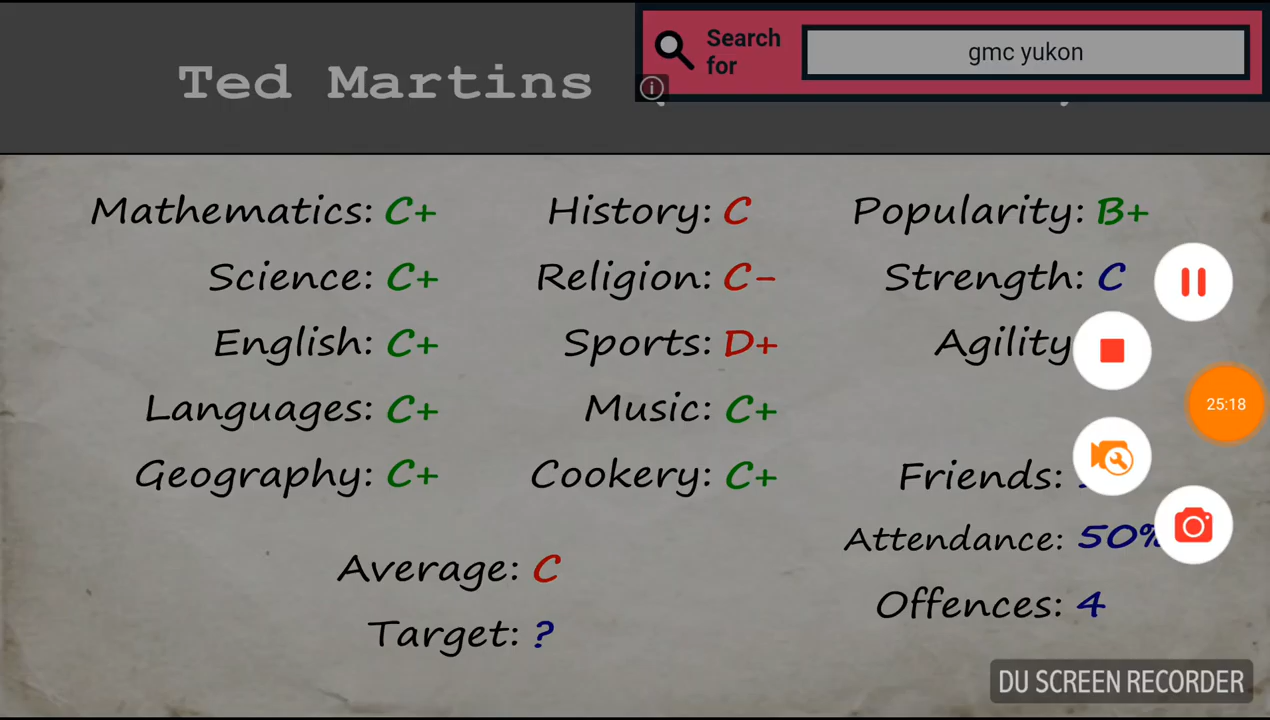 Ted Martins
Search for
gmc yukon
Mathematics: C+
Science: C+
English: C+
Languages: C+
Geography: C+
History: C
Religion: C-
Sports: D+
Music: C+
Cookery: C+
Average: C
Target: ?
Popularity: B+
Strength: C
Agility
Friends:
Attendance: 50%
Offences: 4
25:18
DU SCREEN RECORDER